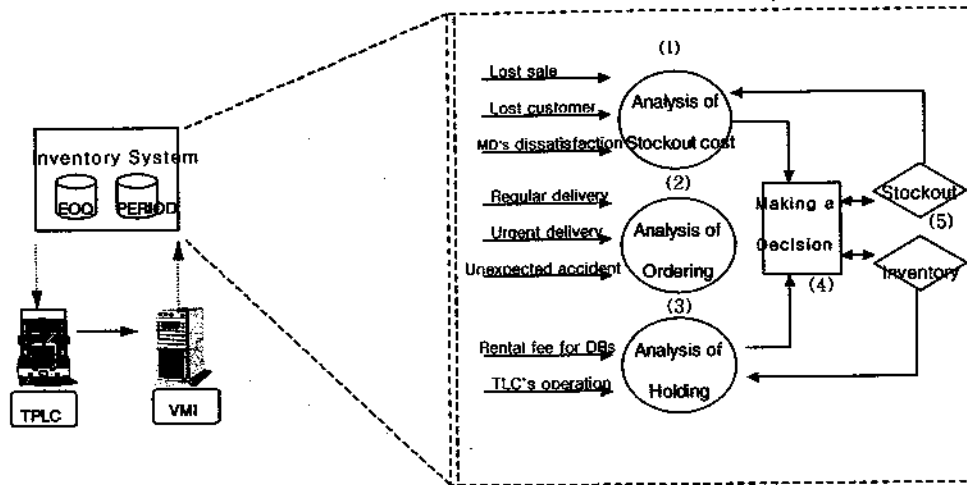 Inventory System
EOQ
PERIOD
TPLC
VMI
(1)
Lost sale
Lost customer
MD's dissatisfaction
Analysis of
Stockout cost
(2)
Regular delivery
Urgent delivery
Unexpected accident
Analysis of
Ordering
(3)
Rental fee for DBs
TLC's operation
Analysis of
Holding
Making a
Decision
(4)
Stockout
(5)
Inventory